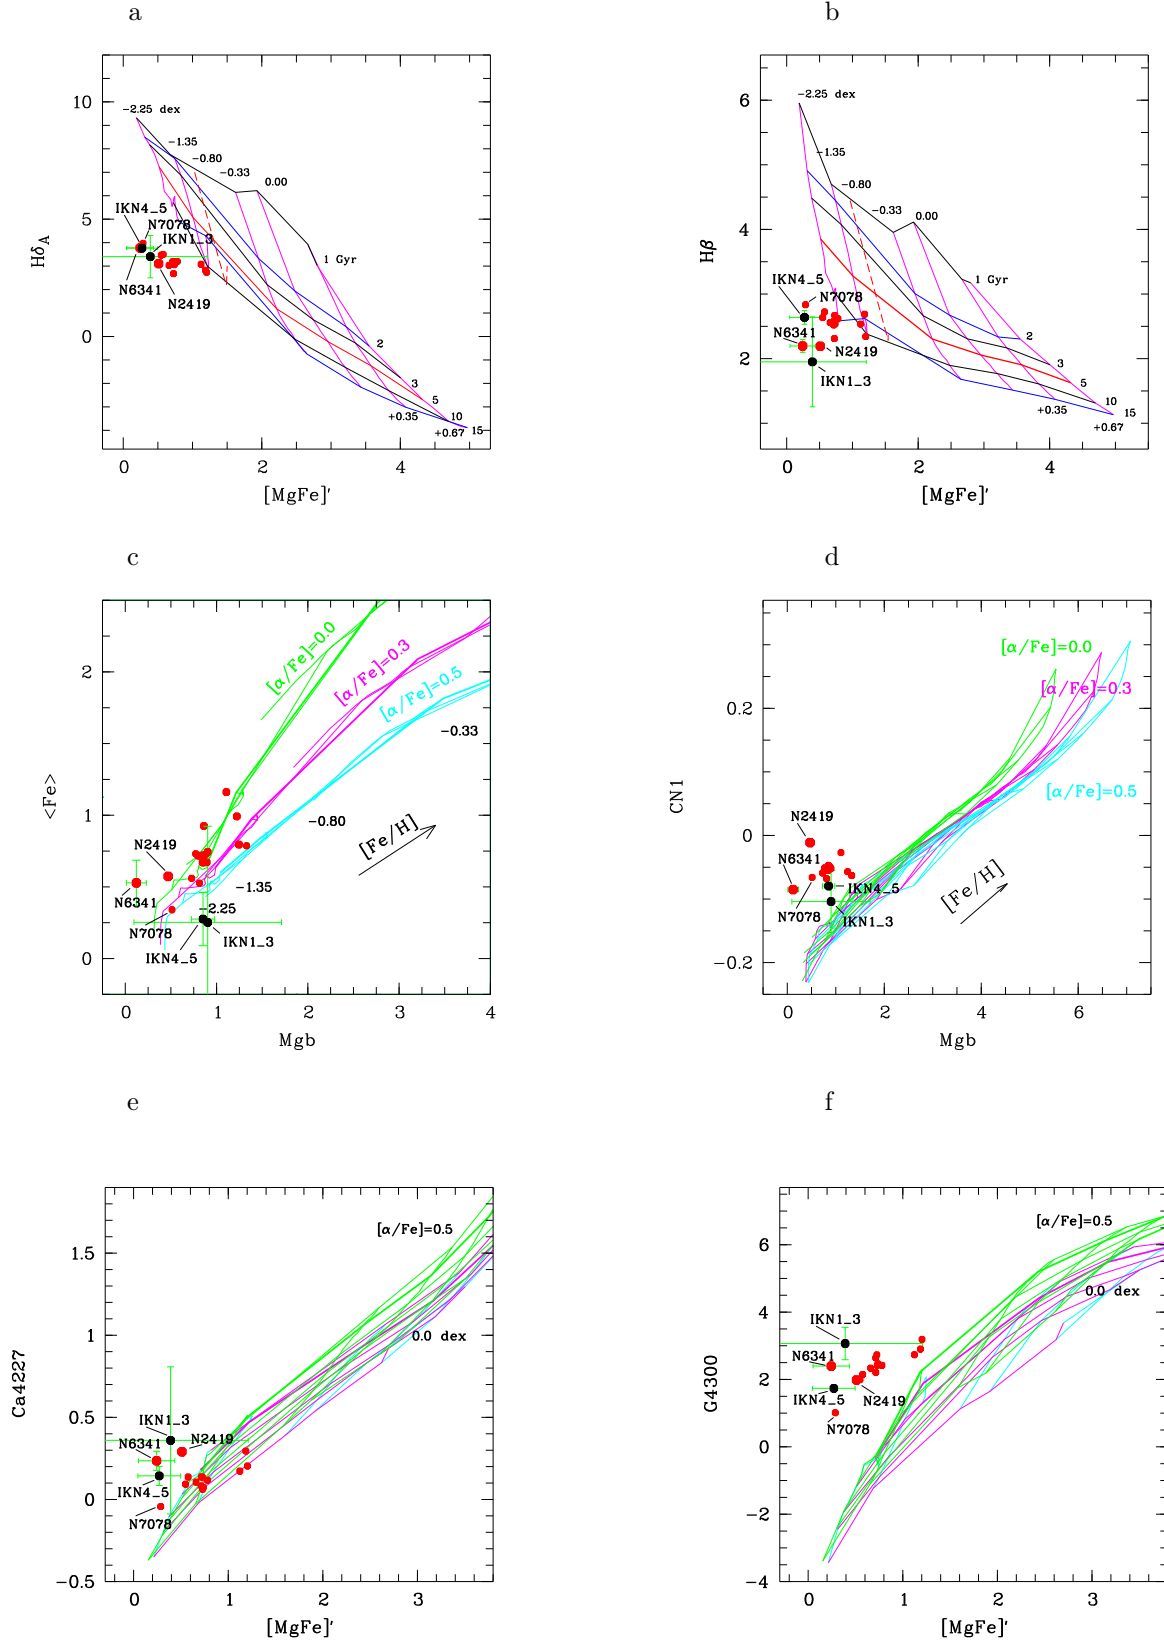 a
10
5
0
0
2
4
HδA
[MgFe]′
−2.25 dex
−1.35
−0.80
−0.33
0.00
1 Gyr
2
3
5
10
15
+0.35
+0.67
IKN4_5
N7078
IKN1_3
N6341
N2419
b
6
4
2
0
2
4
Hβ
[MgFe]′
−2.25 dex
−1.35
−0.80
−0.33
0.00
1 Gyr
2
3
5
10
15
+0.35
+0.67
IKN4_5
N7078
N6341
N2419
IKN1_3
c
2
1
0
0
1
2
3
4
<Fe>
Mgb
[α/Fe]=0.0
[α/Fe]=0.3
[α/Fe]=0.5
−0.33
−0.80
−1.35
−2.25
[Fe/H]
N2419
N6341
N7078
IKN4_5
IKN1_3
d
0.2
0
−0.2
0
2
4
6
CN1
Mgb
[α/Fe]=0.0
[α/Fe]=0.3
[α/Fe]=0.5
[Fe/H]
N2419
N6341
N7078
IKN4_5
IKN1_3
e
1.5
1
0.5
0
−0.5
0
1
2
3
Ca4227
[MgFe]′
[α/Fe]=0.5
0.0 dex
IKN1_3
N6341
N2419
IKN4_5
N7078
f
6
4
2
0
−2
−4
0
1
2
3
G4300
[MgFe]′
[α/Fe]=0.5
0.0 dex
IKN1_3
N6341
IKN4_5
N2419
N7078